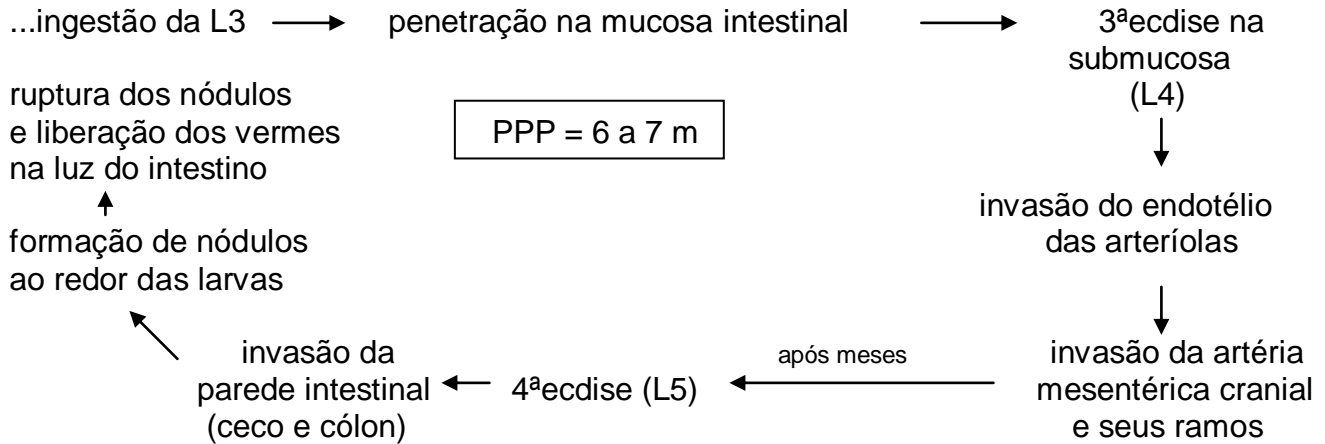 ...ingestão da L3
penetração na mucosa intestinal
3ªecdise na
submucosa
(L4)
invasão do endotélio
das arteríolas
invasão da artéria
mesentérica cranial
e seus ramos
após meses
4ªecdise (L5)
invasão da
parede intestinal
(ceco e cólon)
formação de nódulos
ao redor das larvas
ruptura dos nódulos
e liberação dos vermes
na luz do intestino
PPP = 6 a 7 m